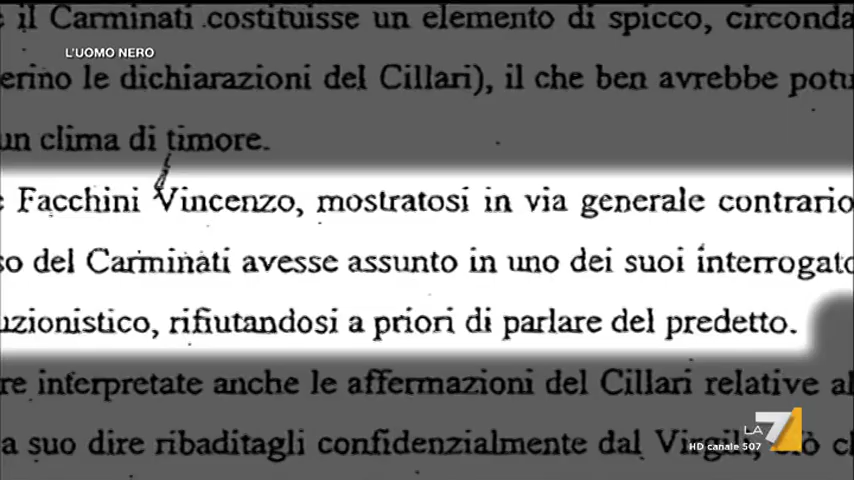 il Carminati costituisse un elemento di spicco, circonda
L'UOMO NERO
erino le dichiarazioni del Cillari), il che ben avrebbe potu
un clima di timore.
e Facchini Vincenzo, mostratosi in via generale contrario
so del Carminati avesse assunto in uno dei suoi interrogato
uzionistico, rifiutandosi a priori di parlare del predetto.
re interpretate anche le affermazioni del Cillari relative al
a suo dire ribaditagli confidenzialmente dal Virgili,
LA7
HD canale 507